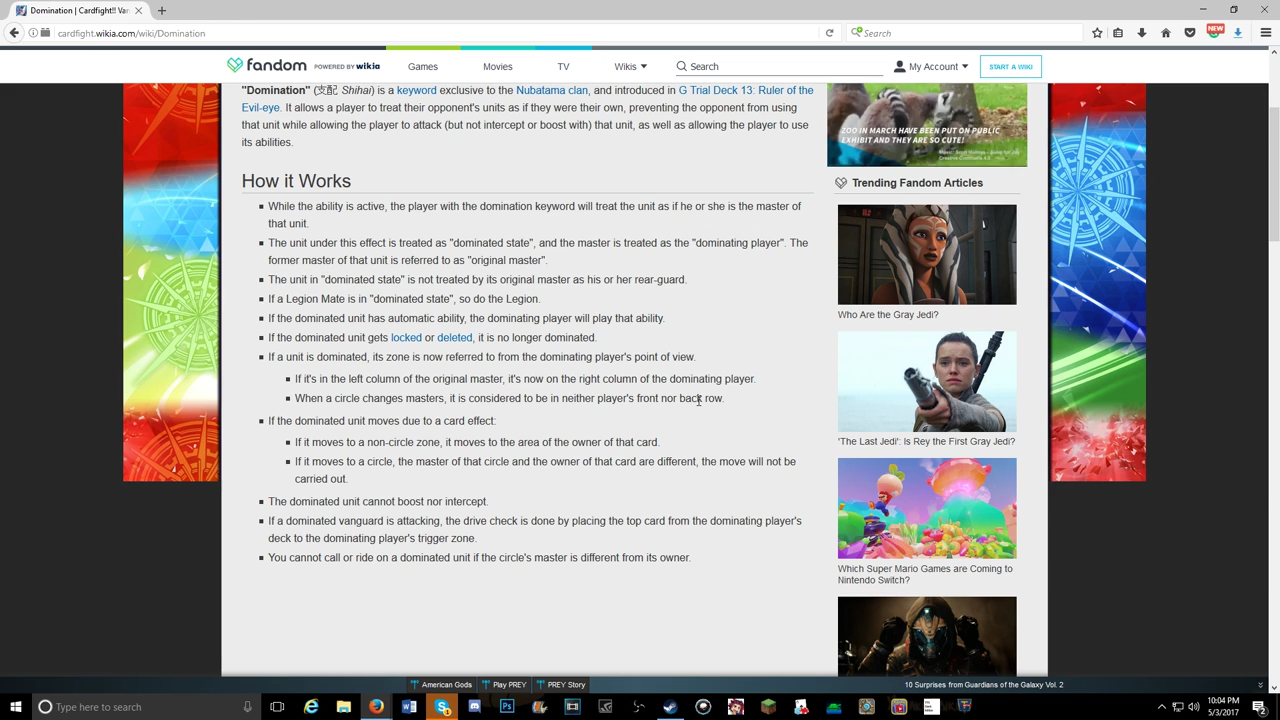 Domination | Cardfight!! Van
cardfight.wikia.com/wiki/Domination
Search
NEW
fandom POWERED BY wikia
Games
Movies
TV
Wikis
Search
My Account
START A WIKI
"Domination" (支配 Shihai) is a keyword exclusive to the Nubatama clan, and introduced in G Trial Deck 13: Ruler of the
Evil-eye. It allows a player to treat their opponent's units as if they were their own, preventing the opponent from using
that unit while allowing the player to attack (but not intercept or boost with) that unit, as well as allowing the player to use
its abilities.
How it Works
While the ability is active, the player with the domination keyword will treat the unit as if he or she is the master of
that unit.
The unit under this effect is treated as "dominated state", and the master is treated as the "dominating player". The
former master of that unit is referred to as "original master".
The unit in "dominated state" is not treated by its original master as his or her rear-guard.
If a Legion Mate is in "dominated state", so do the Legion.
If the dominated unit has automatic ability, the dominating player will play that ability.
If the dominated unit gets locked or deleted, it is no longer dominated.
If a unit is dominated, its zone is now referred to from the dominating player's point of view.
If it's in the left column of the original master, it's now on the right column of the dominating player.
When a circle changes masters, it is considered to be in neither player's front nor back row.
If the dominated unit moves due to a card effect:
If it moves to a non-circle zone, it moves to the area of the owner of that card.
If it moves to a circle, the master of that circle and the owner of that card are different, the move will not be
carried out.
The dominated unit cannot boost nor intercept.
If a dominated vanguard is attacking, the drive check is done by placing the top card from the dominating player's
deck to the dominating player's trigger zone.
You cannot call or ride on a dominated unit if the circle's master is different from its owner.
ZOO IN MARCH HAVE BEEN PUT ON PUBLIC
EXHIBIT AND THEY ARE SO CUTE!
Trending Fandom Articles
Who Are the Gray Jedi?
'The Last Jedi': Is Rey the First Gray Jedi?
Which Super Mario Games are Coming to
Nintendo Switch?
American Gods
Play PREY
PREY Story
10 Surprises from Guardians of the Galaxy Vol. 2
Type here to search
10:04 PM
5/3/2017